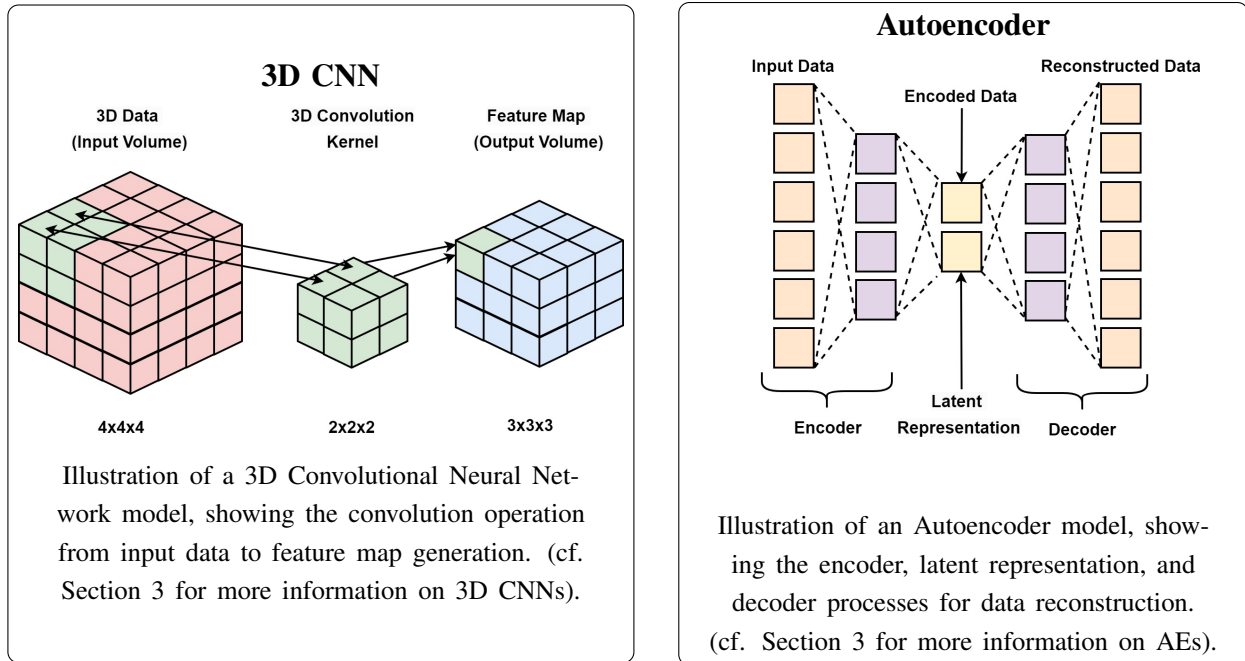 3D CNN
3D Data
(Input Volume)
3D Convolution
Kernel
Feature Map
(Output Volume)
4x4x4
2x2x2
3x3x3
Illustration of a 3D Convolutional Neural Net-
work model, showing the convolution operation
from input data to feature map generation. (cf.
Section 3 for more information on 3D CNNs).
Autoencoder
Input Data
Reconstructed Data
Encoded Data
Encoder
Latent
Representation
Decoder
Illustration of an Autoencoder model, show-
ing the encoder, latent representation, and
decoder processes for data reconstruction.
(cf. Section 3 for more information on AEs).